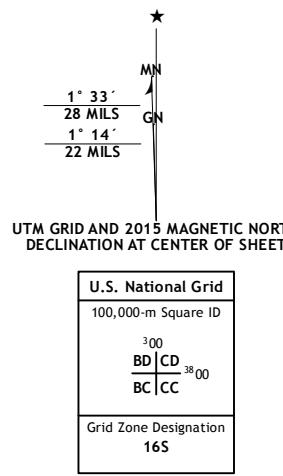 ★
MN
1° 33´
28 MILS
GN
1° 14´
22 MILS
UTM GRID AND 2015 MAGNETIC NORT
DECLINATION AT CENTER OF SHEET
U.S. National Grid
100,000-m Square ID
³00
BD CD
³⁸00
BC CC
Grid Zone Designation
16S